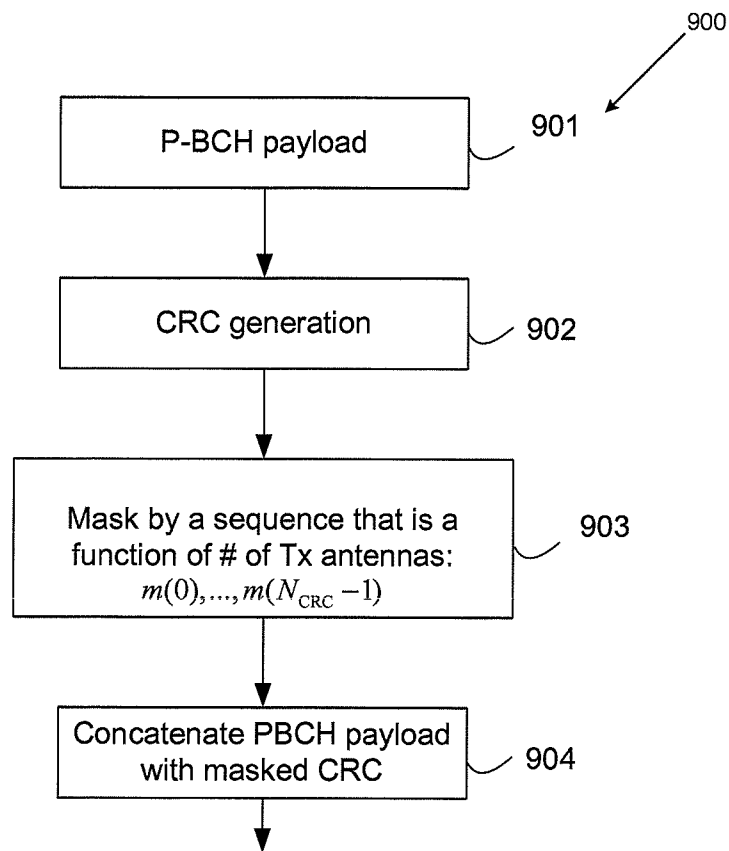 900
P-BCH payload
901
CRC generation
902
Mask by a sequence that is a
function of # of Tx antennas:
m(0),...,m(N_CRC −1)
903
Concatenate PBCH payload
with masked CRC
904